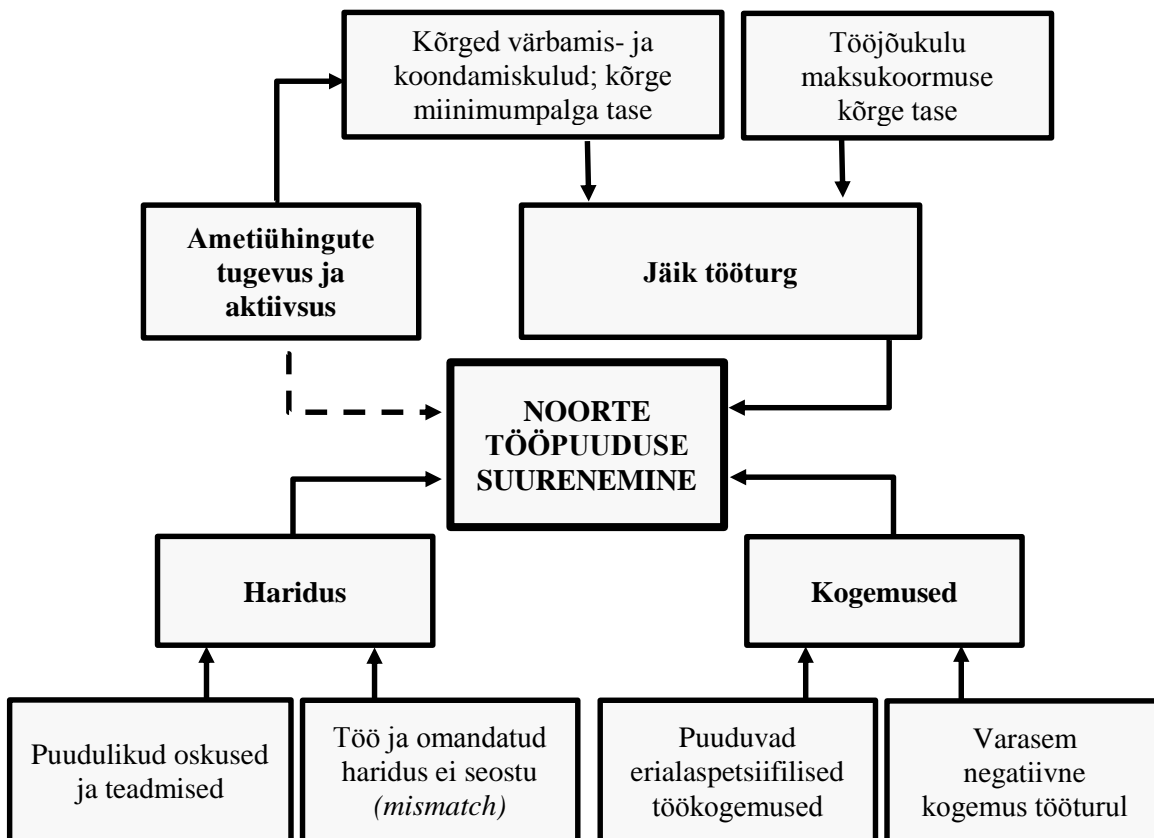 Kõrged värbamis- ja
koondamiskulud; kõrge
miinimumpalga tase
Tööjõukulu
maksukoormuse
kõrge tase
Ametiühingute
tugevus ja
aktiivsus
Jäik tööturg
NOORTE
TÖÖPUUDUSE
SUURENEMINE
Haridus
Kogemused
Puudulikud oskused
ja teadmised
Töö ja omandatud
haridus ei seostu
(mismatch)
Puuduvad
erialaspetsiifilised
töökogemused
Varasem
negatiivne
kogemus tööturul